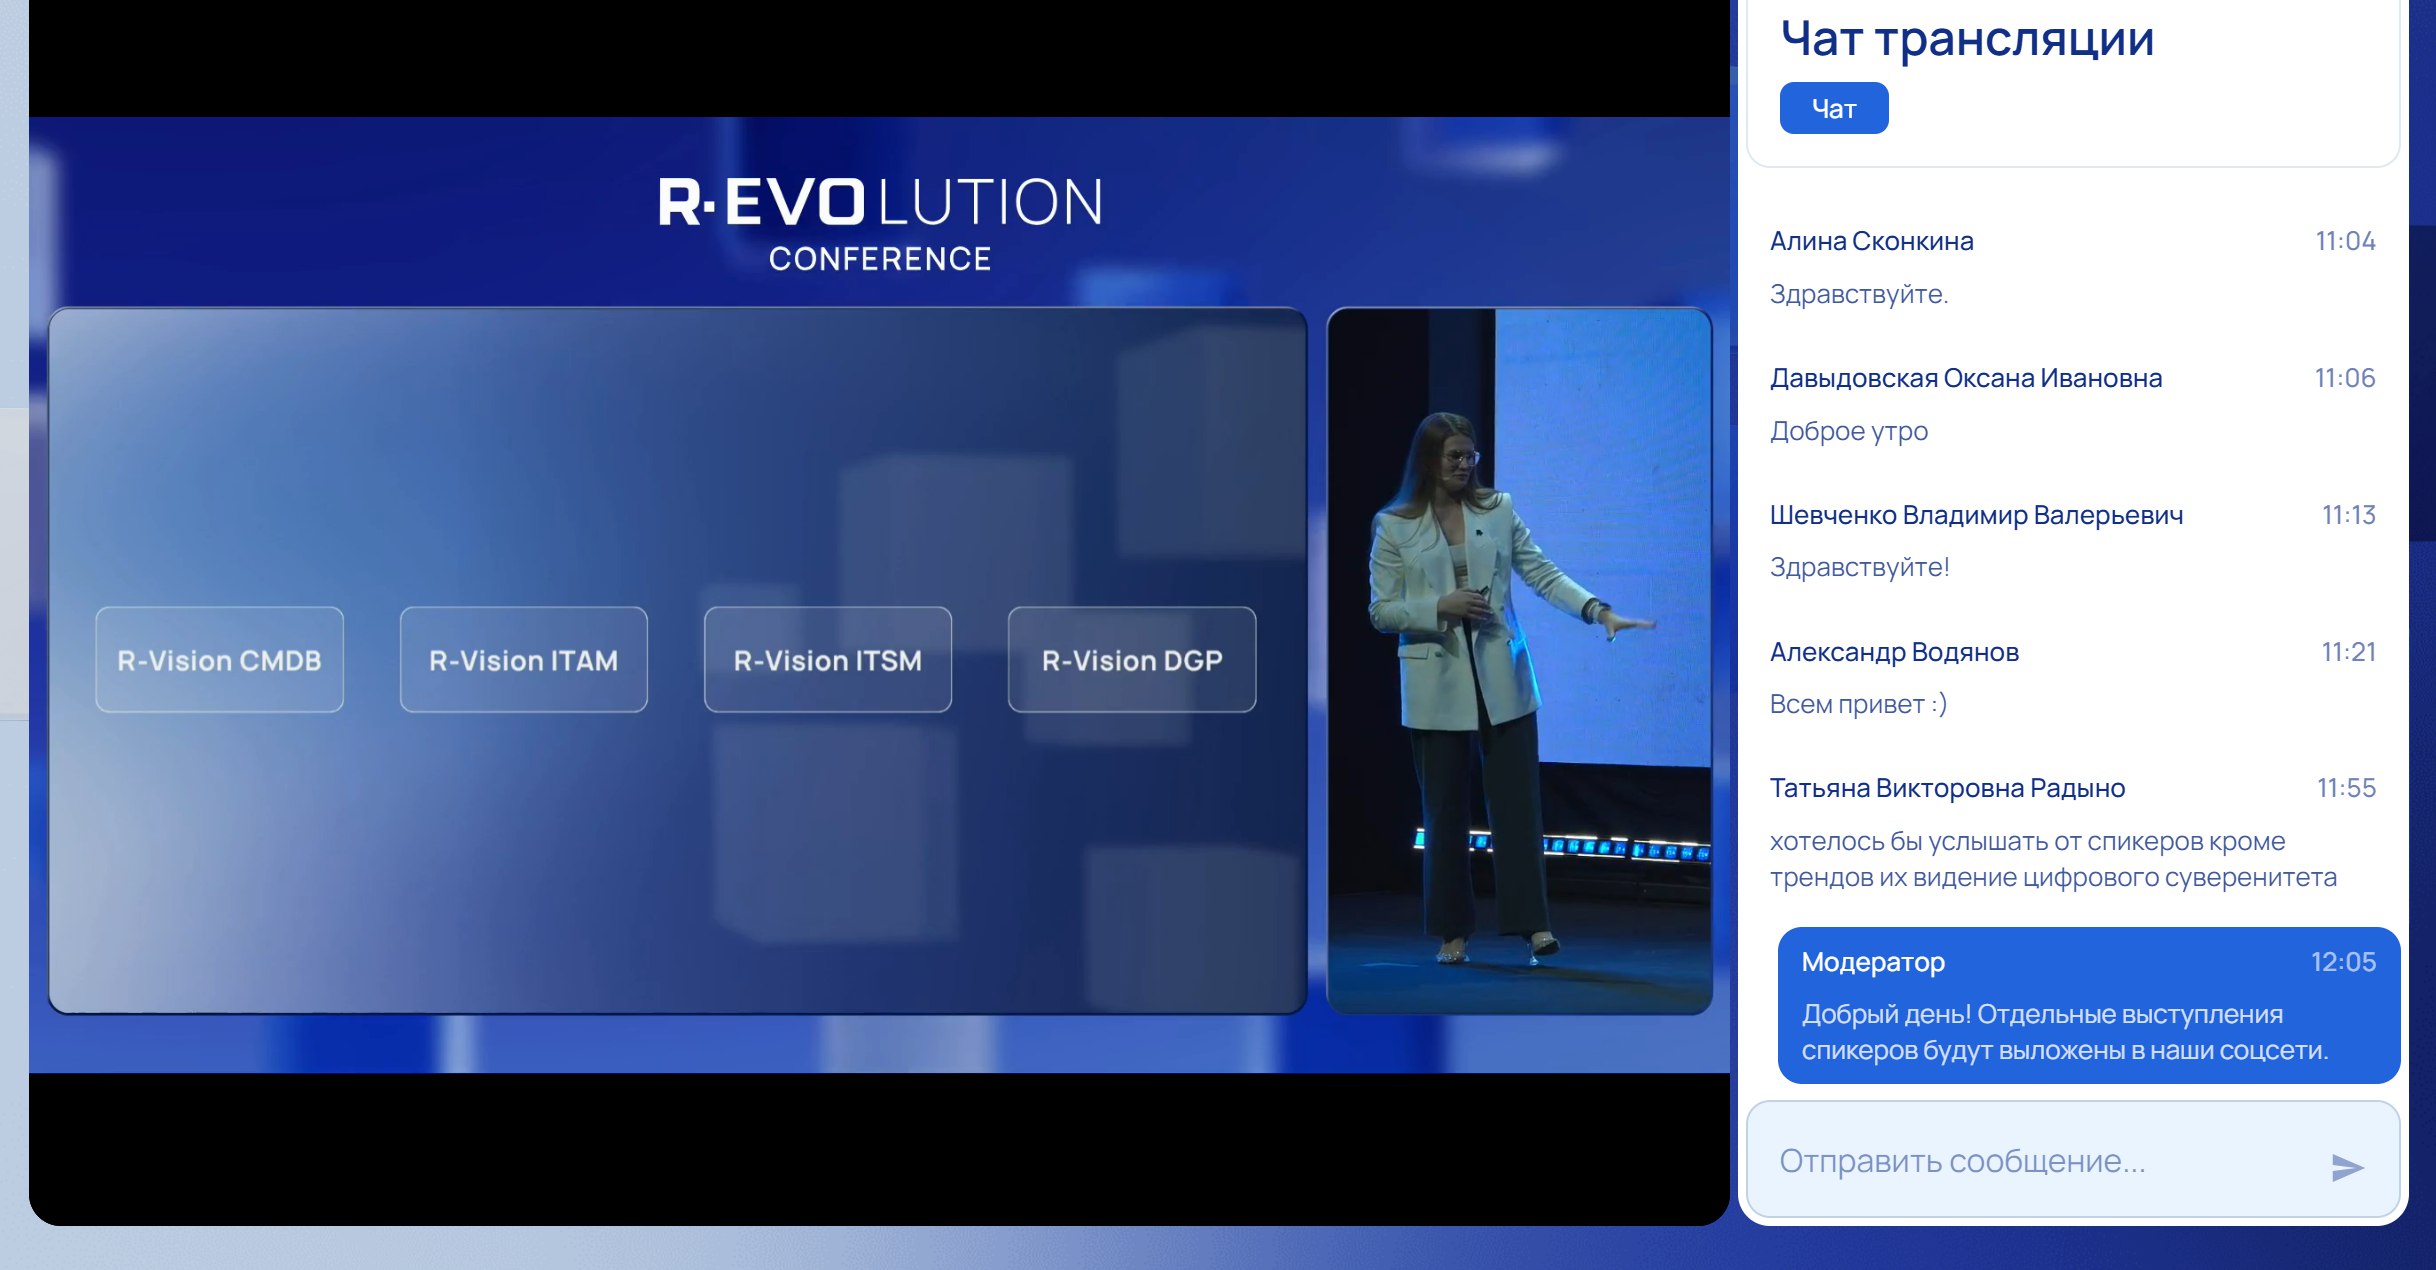 R·EVOLUTION
CONFERENCE
R-Vision CMDB
R-Vision ITAM
R-Vision ITSM
R-Vision DGP
Чат трансляции
Чат
Алина Сконкина 11:04
Здравствуйте.
Давыдовская Оксана Ивановна 11:06
Доброе утро
Шевченко Владимир Валерьевич 11:13
Здравствуйте!
Александр Водянов 11:21
Всем привет :)
Татьяна Викторовна Радыно 11:55
хотелось бы услышать от спикеров кроме
трендов их видение цифрового суверенитета
Модератор 12:05
Добрый день! Отдельные выступления
спикеров будут выложены в наши соцсети.
Отправить сообщение...